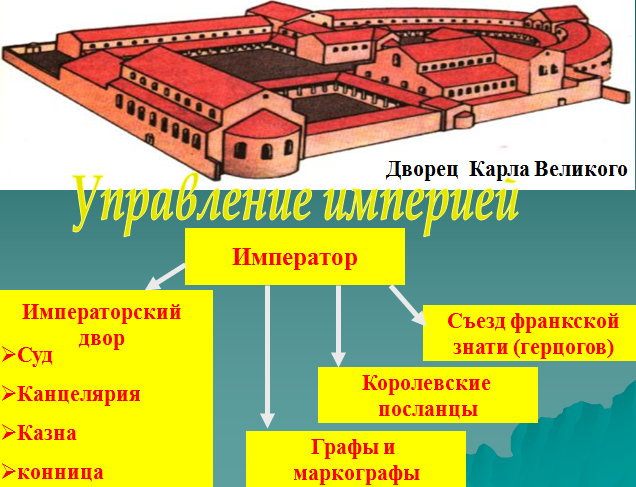 Дворец Карла Великого
Управление империей
Император
Императорский
двор
Суд
Канцелярия
Казна
конница
Съезд франкской
знати (герцогов)
Королевские
посланцы
Графы и
маркографы